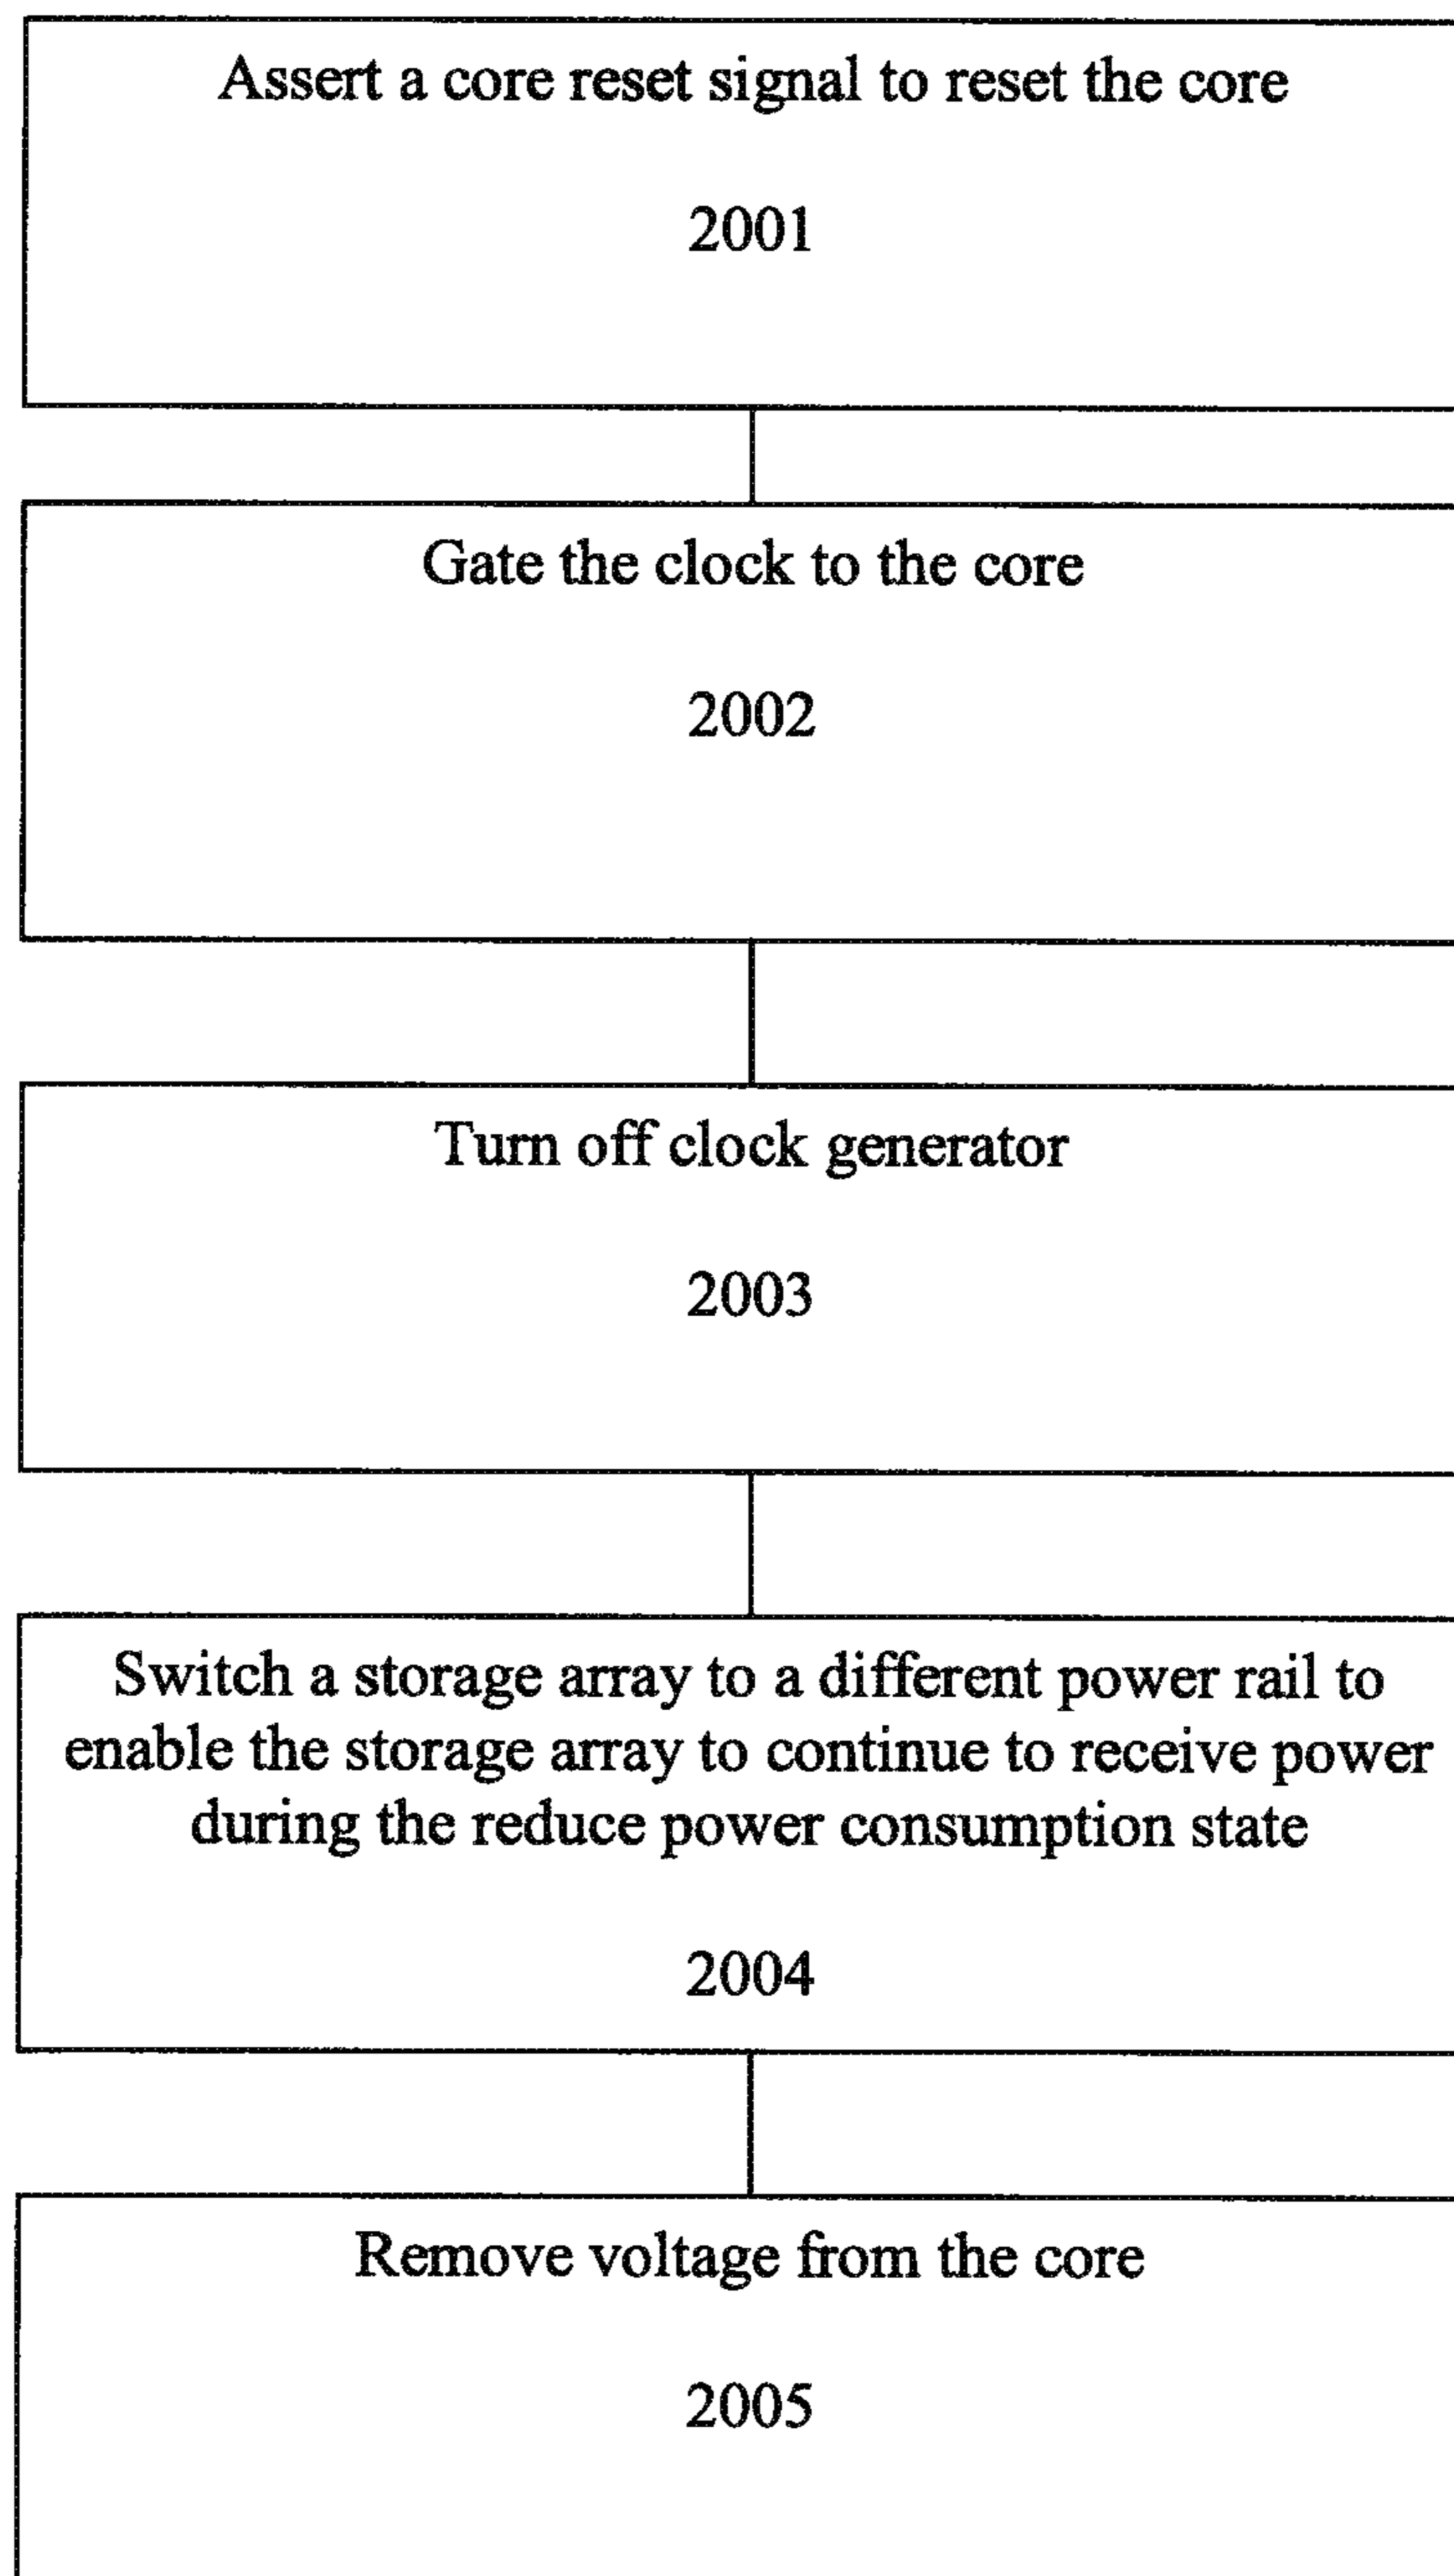 Assert a core reset signal to reset the core
2001
Gate the clock to the core
2002
Turn off clock generator
2003
Switch a storage array to a different power rail to
enable the storage array to continue to receive power
during the reduce power consumption state
2004
Remove voltage from the core
2005